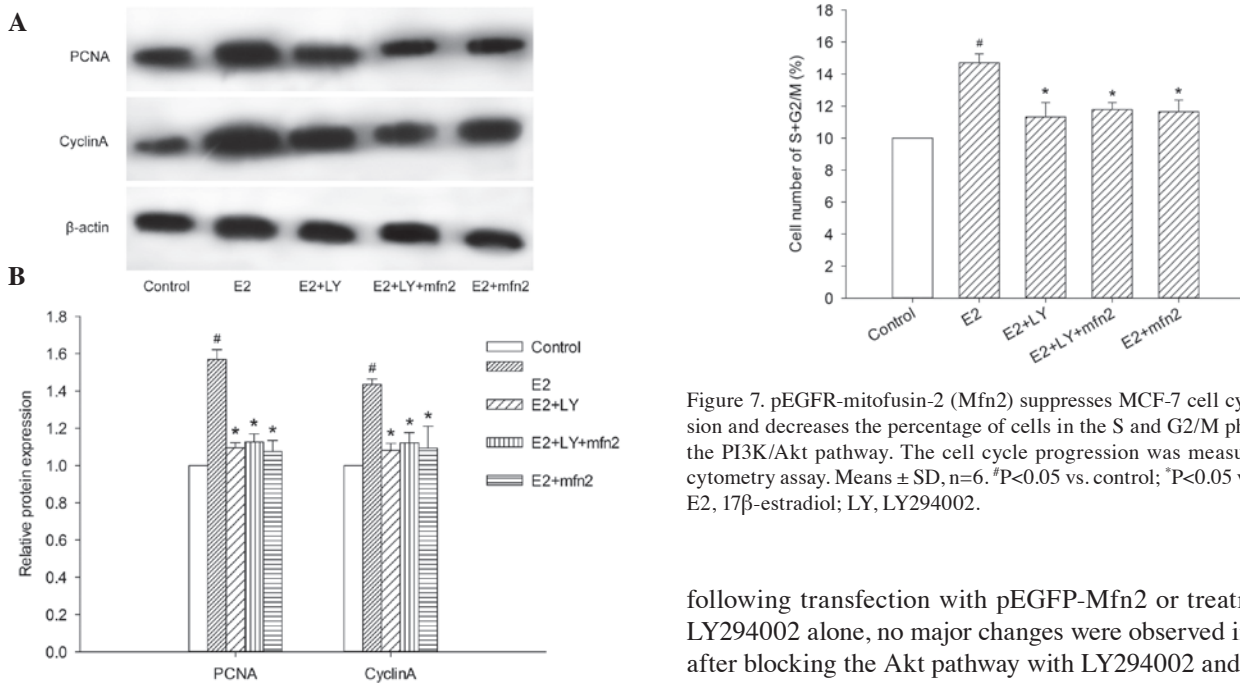 A
PCNA
CyclinA
β-actin
Control E2 E2+LY E2+LY+mfn2 E2+mfn2
B
1.8
1.6
1.4
1.2
1.0
0.8
0.6
0.4
0.2
0.0
Relative protein expression
# * * *
# * * *
PCNA CyclinA
Control
E2
E2+LY
E2+LY+mfn2
E2+mfn2
18
16
14
12
10
8
6
4
2
0
Cell number of S+G2/M (%)
# * * *
Control E2 E2+LY E2+LY+mfn2 E2+mfn2
Figure 7. pEGFR-mitofusin-2 (Mfn2) suppresses MCF-7 cell cy
sion and decreases the percentage of cells in the S and G2/M ph
the PI3K/Akt pathway. The cell cycle progression was measu
cytometry assay. Means ± SD, n=6. #P<0.05 vs. control; *P<0.05 v
E2, 17β-estradiol; LY, LY294002.
following transfection with pEGFP-Mfn2 or treatr
LY294002 alone, no major changes were observed i
after blocking the Akt pathway with LY294002 and